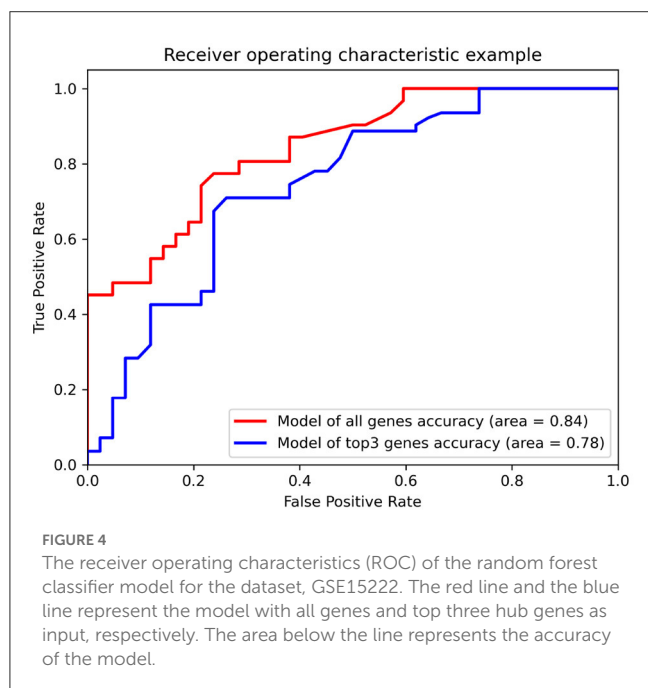 Receiver operating characteristic example
1.0
0.8
0.6
0.4
0.2
0.0
True Positive Rate
Model of all genes accuracy (area = 0.84)
Model of top3 genes accuracy (area = 0.78)
0.0 0.2 0.4 0.6 0.8 1.0
False Positive Rate
FIGURE 4
The receiver operating characteristics (ROC) of the random forest
classifier model for the dataset, GSE15222. The red line and the blue
line represent the model with all genes and top three hub genes as
input, respectively. The area below the line represents the accuracy
of the model.